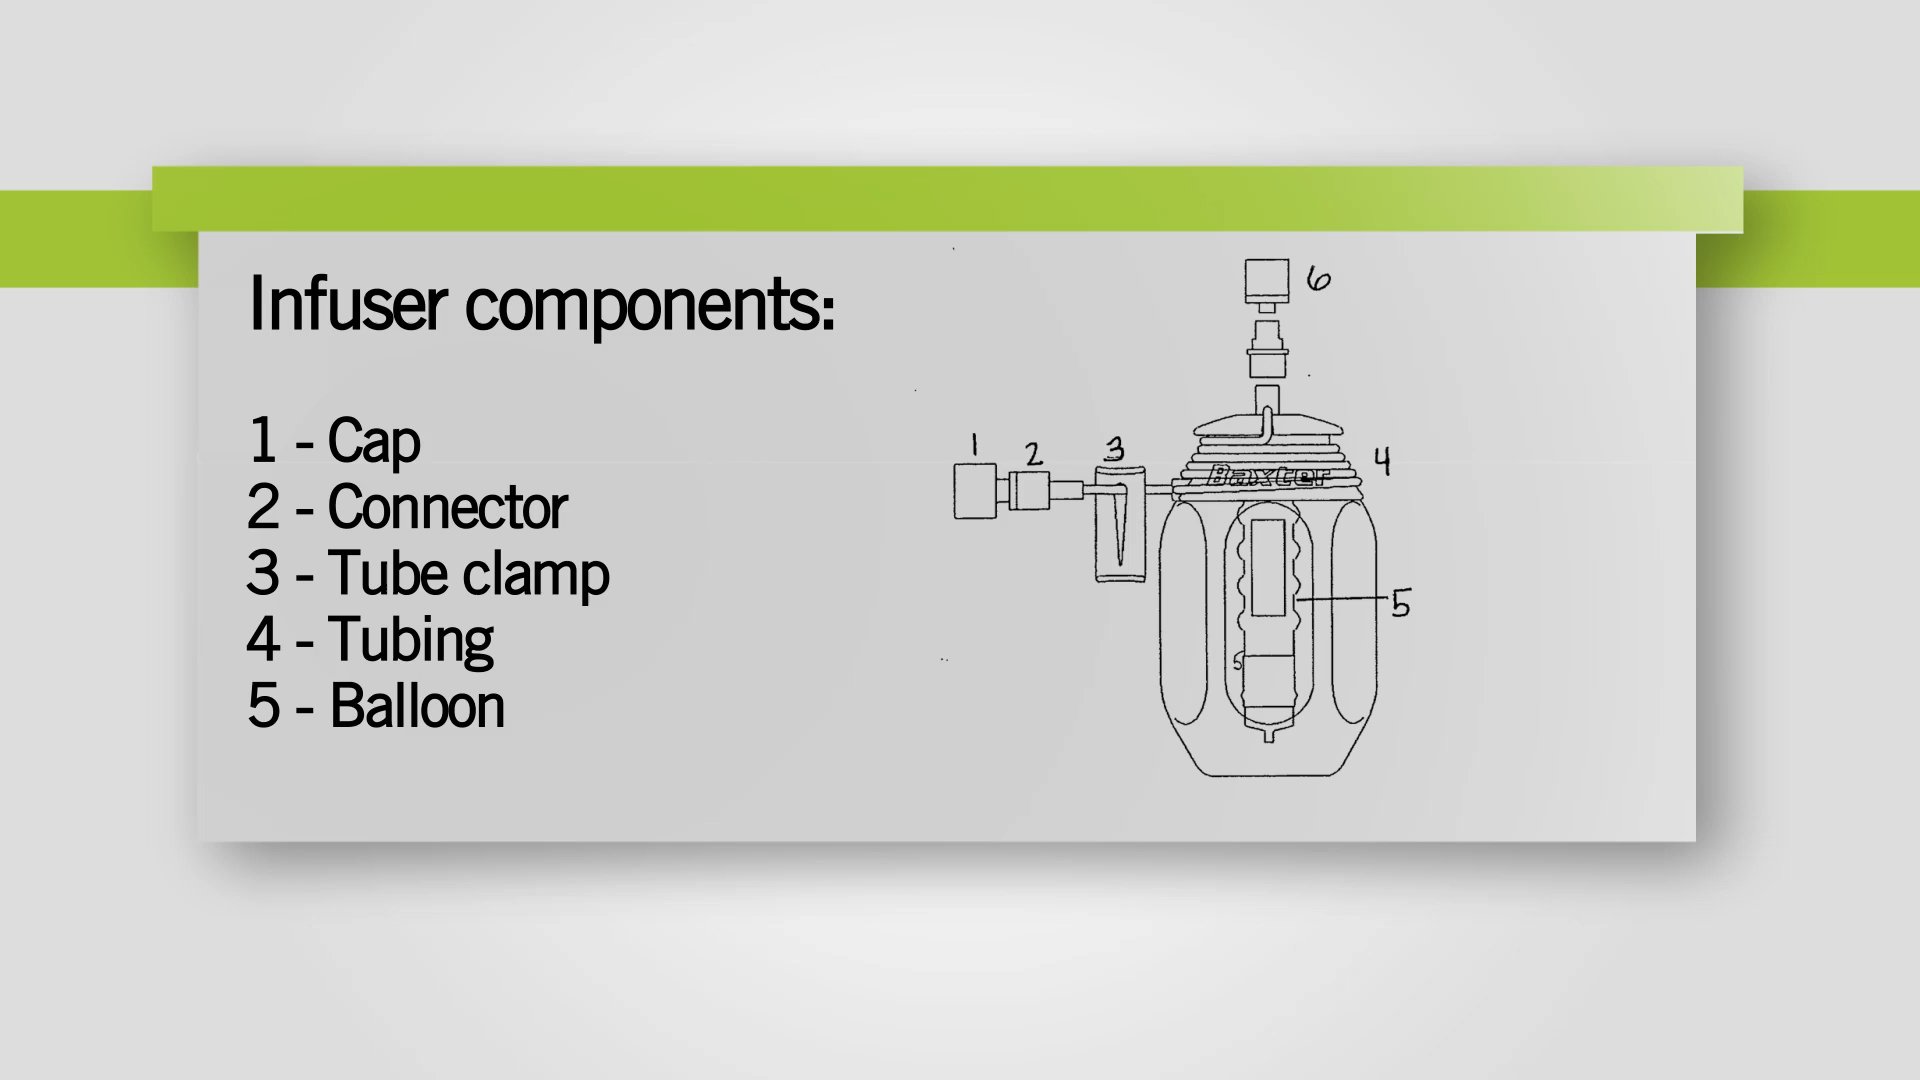 Infuser components:
1 - Cap
2 - Connector
3 - Tube clamp
4 - Tubing
5 - Balloon
6
1
2
3
4
Baxter
5
5